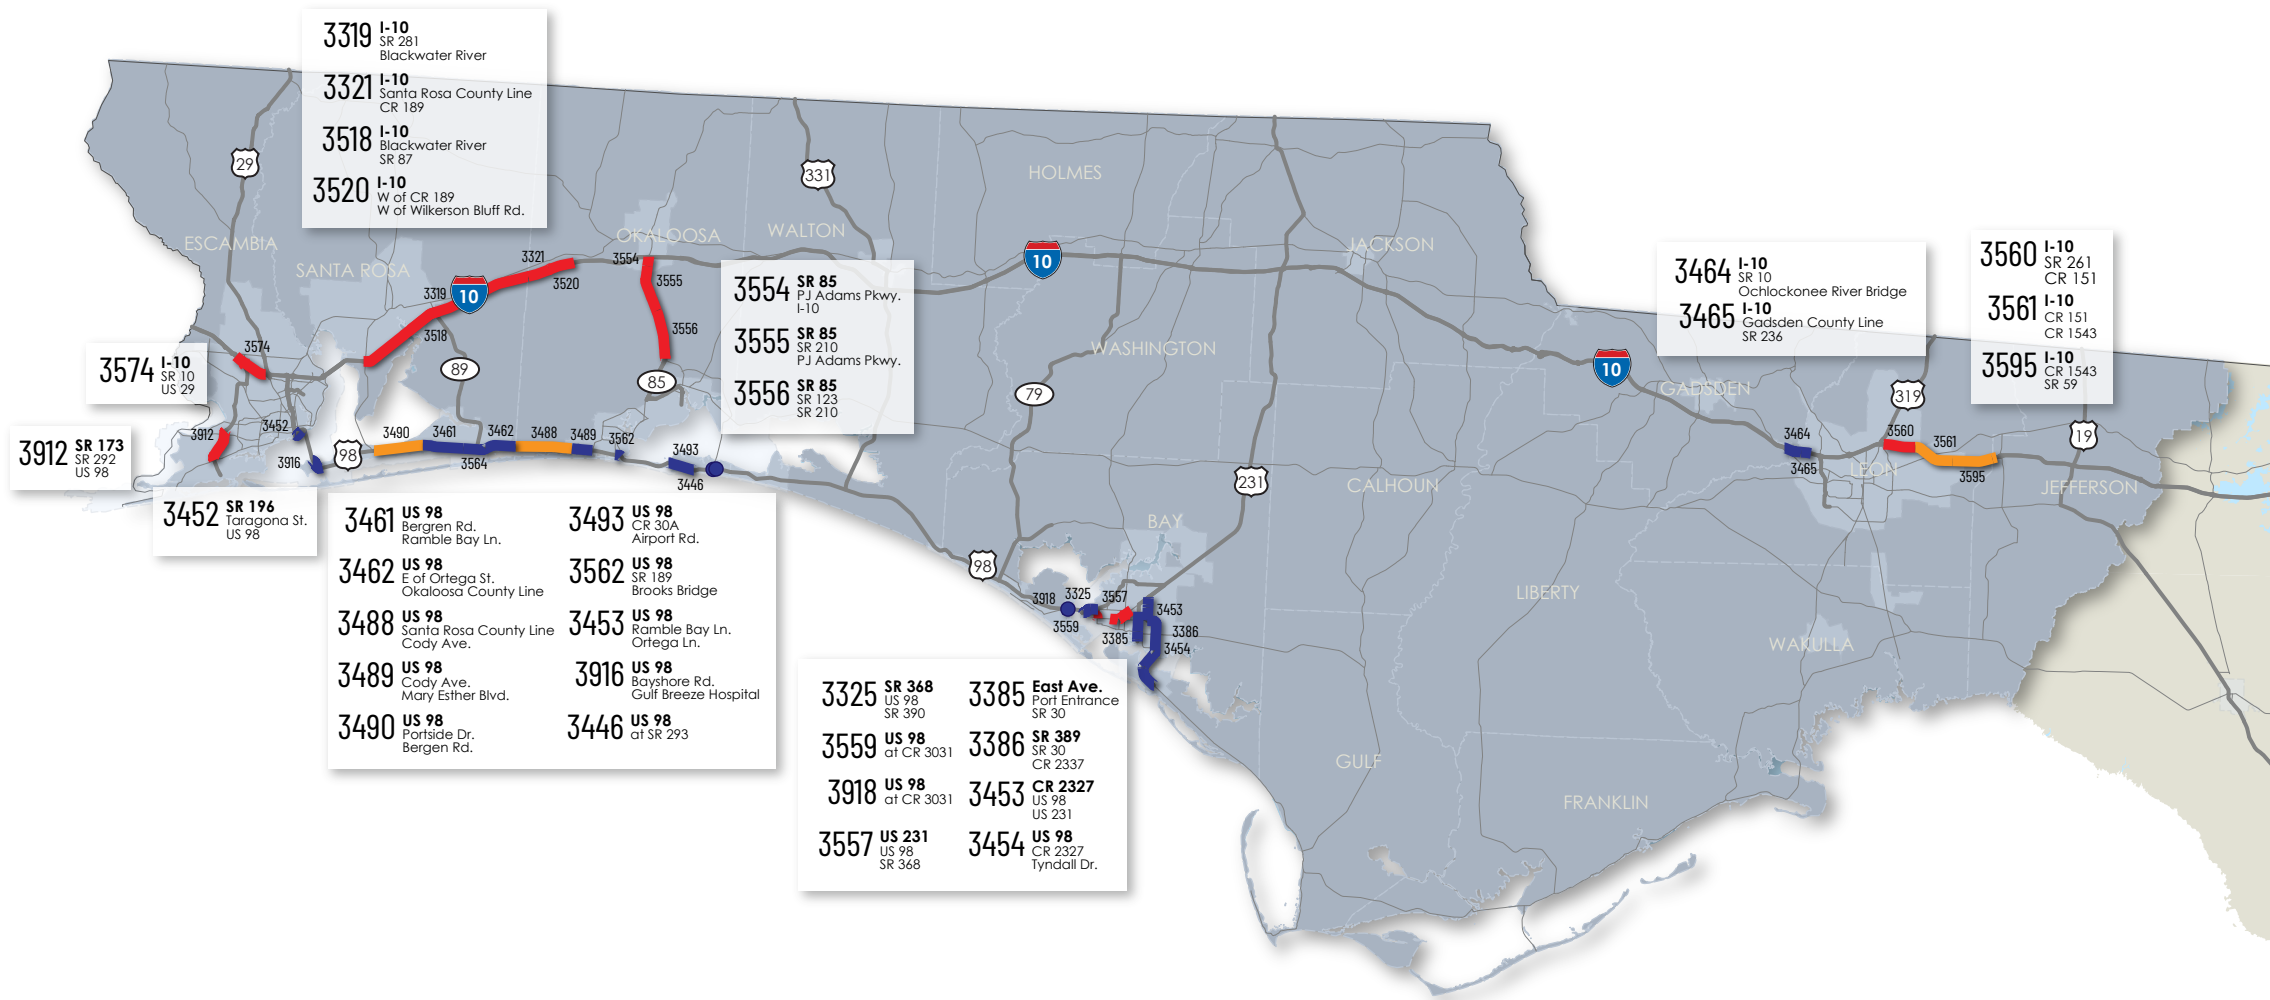 3319 I-10
SR 281
Blackwater River
3321 I-10
Santa Rosa County Line
CR 189
3518 I-10
Blackwater River
SR 87
3520 I-10
W of CR 189
W of Wilkerson Bluff Rd.
29
331
HOLMES
ESCAMBIA
SANTA ROSA
OKALOOSA
WALTON
JACKSON
3321
3554
3520
3555
3319
10
3518
3556
10
3554 SR 85
PJ Adams Pkwy.
I-10
3555 SR 85
SR 210
PJ Adams Pkwy.
3556 SR 85
SR 123
SR 210
3464 I-10
SR 10
Ochlockonee River Bridge
3465 I-10
Gadsden County Line
SR 236
3560 I-10
SR 261
CR 151
3561 I-10
CR 151
CR 1543
3595 I-10
CR 1543
SR 59
3574
3574 I-10
SR 10
US 29
89
85
WASHINGTON
79
10
GADSDEN
319
19
3912 SR 173
SR 292
US 98
3912
3452
3916
98
3490
3461
3462
3488
3489
3562
3564
3493
3446
3464
3465
3560
3561
3595
LEON
JEFFERSON
231
CALHOUN
BAY
3452 SR 196
Taragona St.
US 98
3461 US 98
Bergren Rd.
Ramble Bay Ln.
3462 US 98
E of Ortega St.
Okaloosa County Line
3488 US 98
Santa Rosa County Line
Cody Ave.
3489 US 98
Cody Ave.
Mary Esther Blvd.
3490 US 98
Portside Dr.
Bergen Rd.
3493 US 98
CR 30A
Airport Rd.
3562 US 98
SR 189
Brooks Bridge
3453 US 98
Ramble Bay Ln.
Ortega Ln.
3916 US 98
Bayshore Rd.
Gulf Breeze Hospital
3446 US 98
at SR 293
98
LIBERTY
3918
3325
3557
3453
3559
3385
3386
3454
WAKULLA
3325 SR 368
US 98
SR 390
3559 US 98
at CR 3031
3918 US 98
at CR 3031
3557 US 231
US 98
SR 368
3385 East Ave.
Port Entrance
SR 30
3386 SR 389
SR 30
CR 2337
3453 CR 2327
US 98
US 231
3454 US 98
CR 2327
Tyndall Dr.
GULF
FRANKLIN